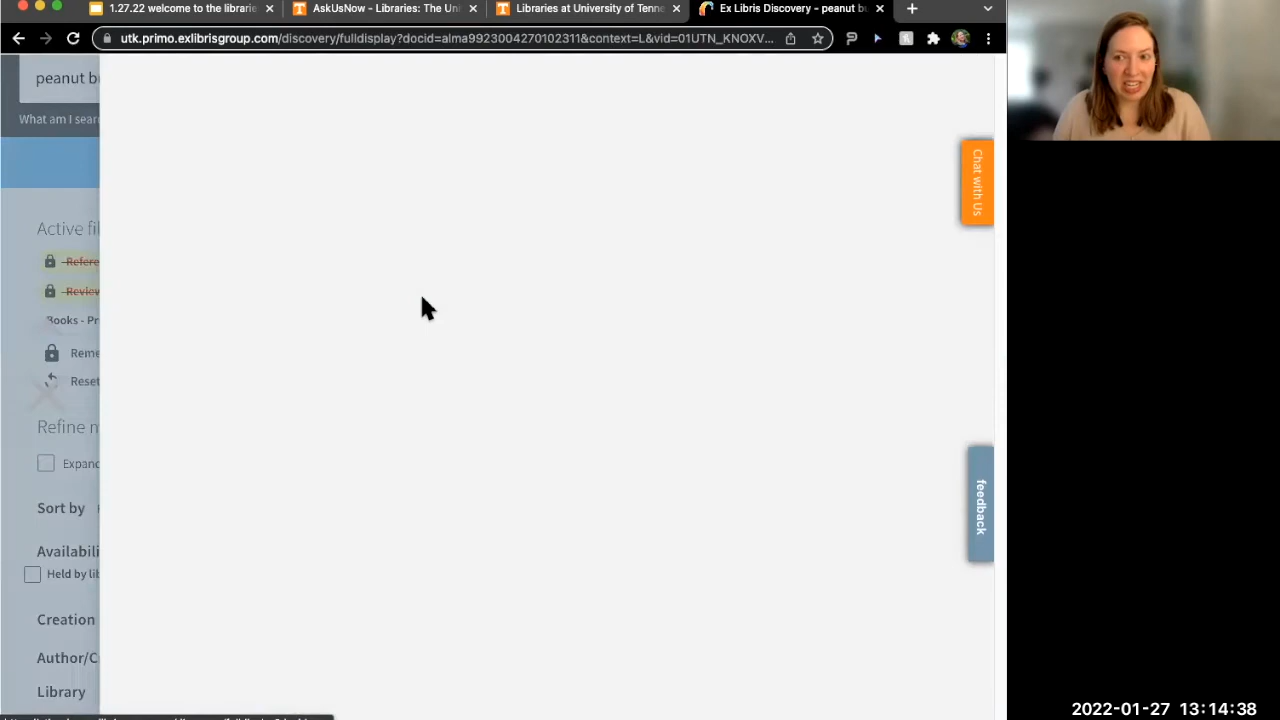 1.27.22 welcome to the librarie
AskUsNow - Libraries: The Uni
Libraries at University of Tenne
Ex Libris Discovery - peanut bu
utk.primo.exlibrisgroup.com/discovery/fulldisplay?docid=alma9923004270102311&context=L&vid=01UTN_KNOXV...
peanut bu
What am I sear
Chat with Us
Active fil
Refere
Review
Books - Pr
Reme
Reset
Refine m
Expand
feedback
Sort by
Availabili
Held by lib
Creation
Author/C
Library
2022-01-27 13:14:38